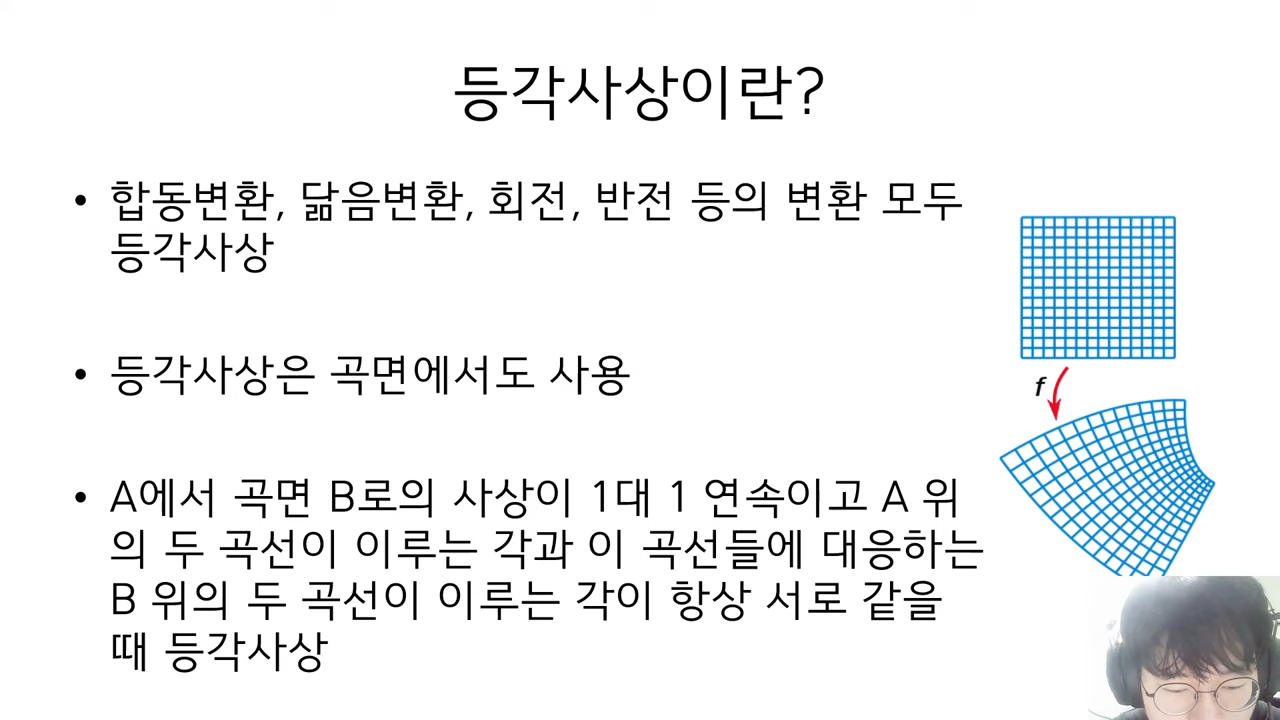 등각사상이란?
• 합동변환, 닮음변환, 회전, 반전 등의 변환 모두
등각사상
• 등각사상은 곡면에서도 사용
• A에서 곡면 B로의 사상이 1대 1 연속이고 A 위
의 두 곡선이 이루는 각과 이 곡선들에 대응하는
B 위의 두 곡선이 이루는 각이 항상 서로 같을
때 등각사상
f